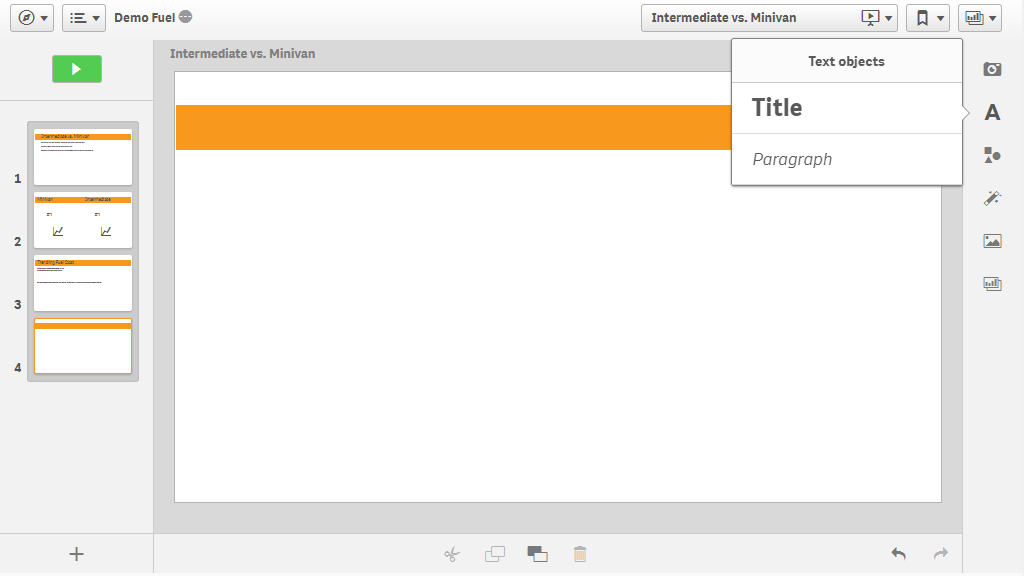 Demo Fuel
Intermediate vs. Minivan
Intermediate vs. Minivan
Text objects
Title
Paragraph
A
1
Intermediate vs. Minivan
2
Minivan Intermediate
3
Trending Fuel Cost
4